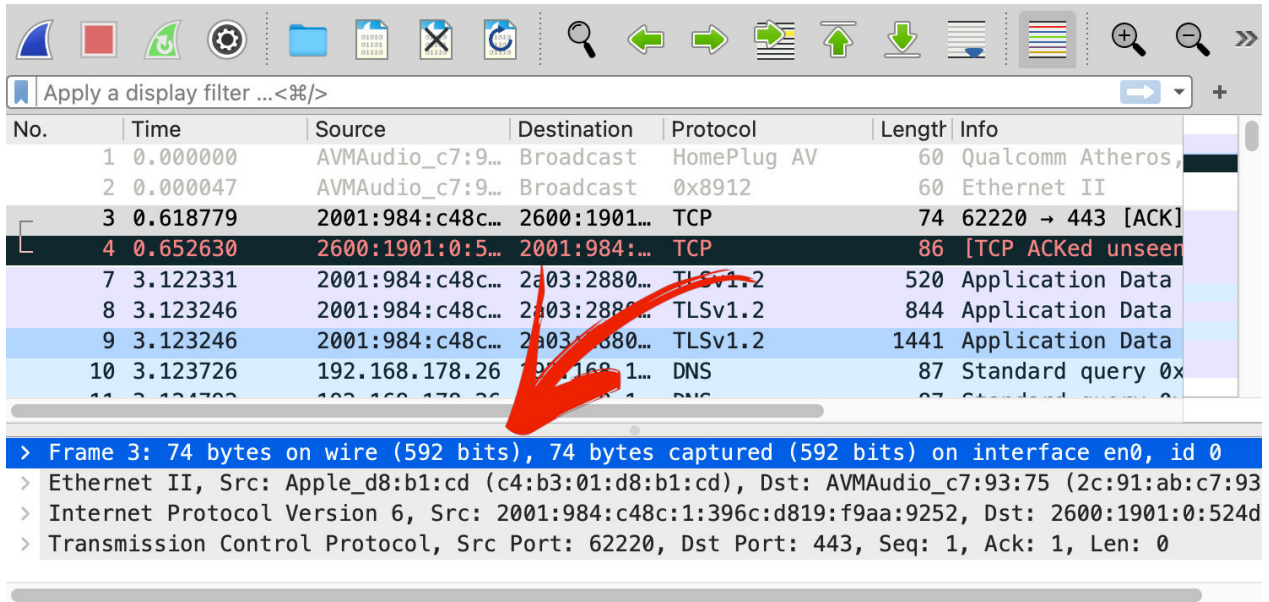 Apply a display filter ...<⌘/>
No. Time Source Destination Protocol Length Info
1 0.000000 AVMAudio_c7:9… Broadcast HomePlug AV 60 Qualcomm Atheros,
2 0.000047 AVMAudio_c7:9… Broadcast 0x8912 60 Ethernet II
3 0.618779 2001:984:c48c… 2600:1901… TCP 74 62220 → 443 [ACK]
4 0.652630 2600:1901:0:5… 2001:984:… TCP 86 [TCP ACKed unseen
7 3.122331 2001:984:c48c… 2a03:2880… TLSv1.2 520 Application Data
8 3.123246 2001:984:c48c… 2a03:2880… TLSv1.2 844 Application Data
9 3.123246 2001:984:c48c… 2a03:2880… TLSv1.2 1441 Application Data
10 3.123726 192.168.178.26 192.168.1… DNS 87 Standard query 0x
> Frame 3: 74 bytes on wire (592 bits), 74 bytes captured (592 bits) on interface en0, id 0
> Ethernet II, Src: Apple_d8:b1:cd (c4:b3:01:d8:b1:cd), Dst: AVMAudio_c7:93:75 (2c:91:ab:c7:93
> Internet Protocol Version 6, Src: 2001:984:c48c:1:396c:d819:f9aa:9252, Dst: 2600:1901:0:524d
> Transmission Control Protocol, Src Port: 62220, Dst Port: 443, Seq: 1, Ack: 1, Len: 0